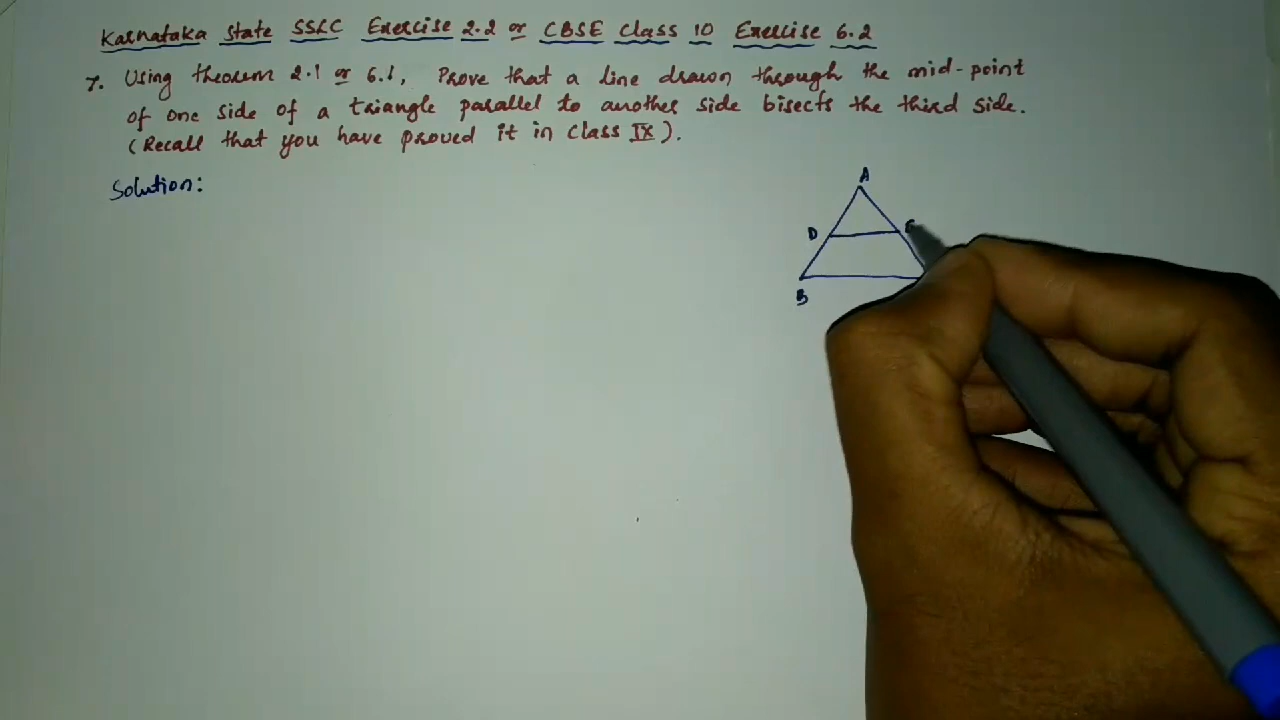 Karnataka State SSLC Exercise 2.2 or CBSE Class 10 Exercise 6.2
7. Using theorem 2.1 or 6.1, Prove that a line drawn through the mid-point
of one side of a triangle parallel to another side bisects the third side.
(Recall that you have proved it in Class IX).
Solution:
A
D
B